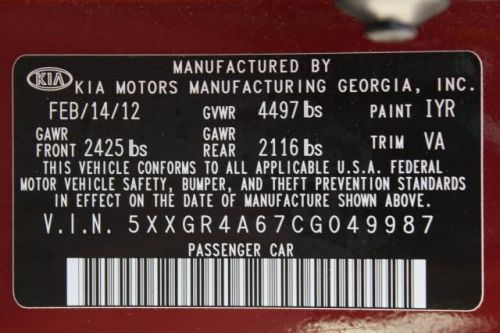 MANUFACTURED BY
KIA KIA MOTORS MANUFACTURING GEORGIA, INC.
FEB/14/12 GVWR 4497 lbs PAINT IYR
GAWR FRONT 2425 lbs GAWR REAR 2116 lbs TRIM VA
THIS VEHICLE CONFORMS TO ALL APPLICABLE U.S.A. FEDERAL
MOTOR VEHICLE SAFETY, BUMPER, AND THEFT PREVENTION STANDARDS
IN EFFECT ON THE DATE OF MANUFACTURE SHOWN ABOVE.
V.I.N. 5XXGR4A67CG049987
PASSENGER CAR